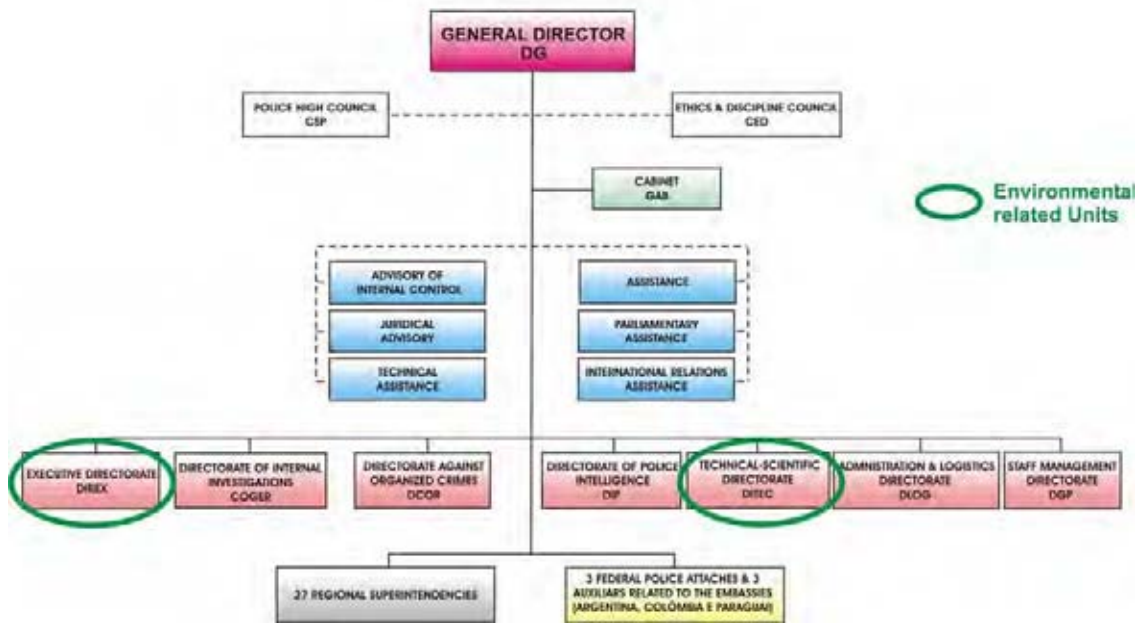 GENERAL DIRECTOR
DG
POLICE HIGH COUNCIL
CSP
ETHICS & DISCIPLINE COUNCIL
CED
CABINET
GAB
Environmental
related Units
ADVISORY OF
INTERNAL CONTROL
ASSISTANCE
JURIDICAL
ADVISORY
PARLIAMENTARY
ASSISTANCE
TECHNICAL
ASSISTANCE
INTERNATIONAL RELATIONS
ASSISTANCE
EXECUTIVE DIRECTORATE
DIREX
DIRECTORATE OF INTERNAL
INVESTIGATIONS
COGER
DIRECTORATE AGAINST
ORGANIZED CRIMES
DCOR
DIRECTORATE OF POLICE
INTELLIGENCE
DIP
TECHNICAL-SCIENTIFIC
DIRECTORATE
DITEC
ADMNISTRATION & LOGISTICS
DIRECTORATE
DLOG
STAFF MANAGEMENT
DIRECTORATE
DGP
27 REGIONAL SUPERINTENDENCIES
3 FEDERAL POLICE ATTACHES & 3
AUXILIARS RELATED TO THE EMBASSIES
(ARGENTINA, COLÔMBIA E PARAGUAI)